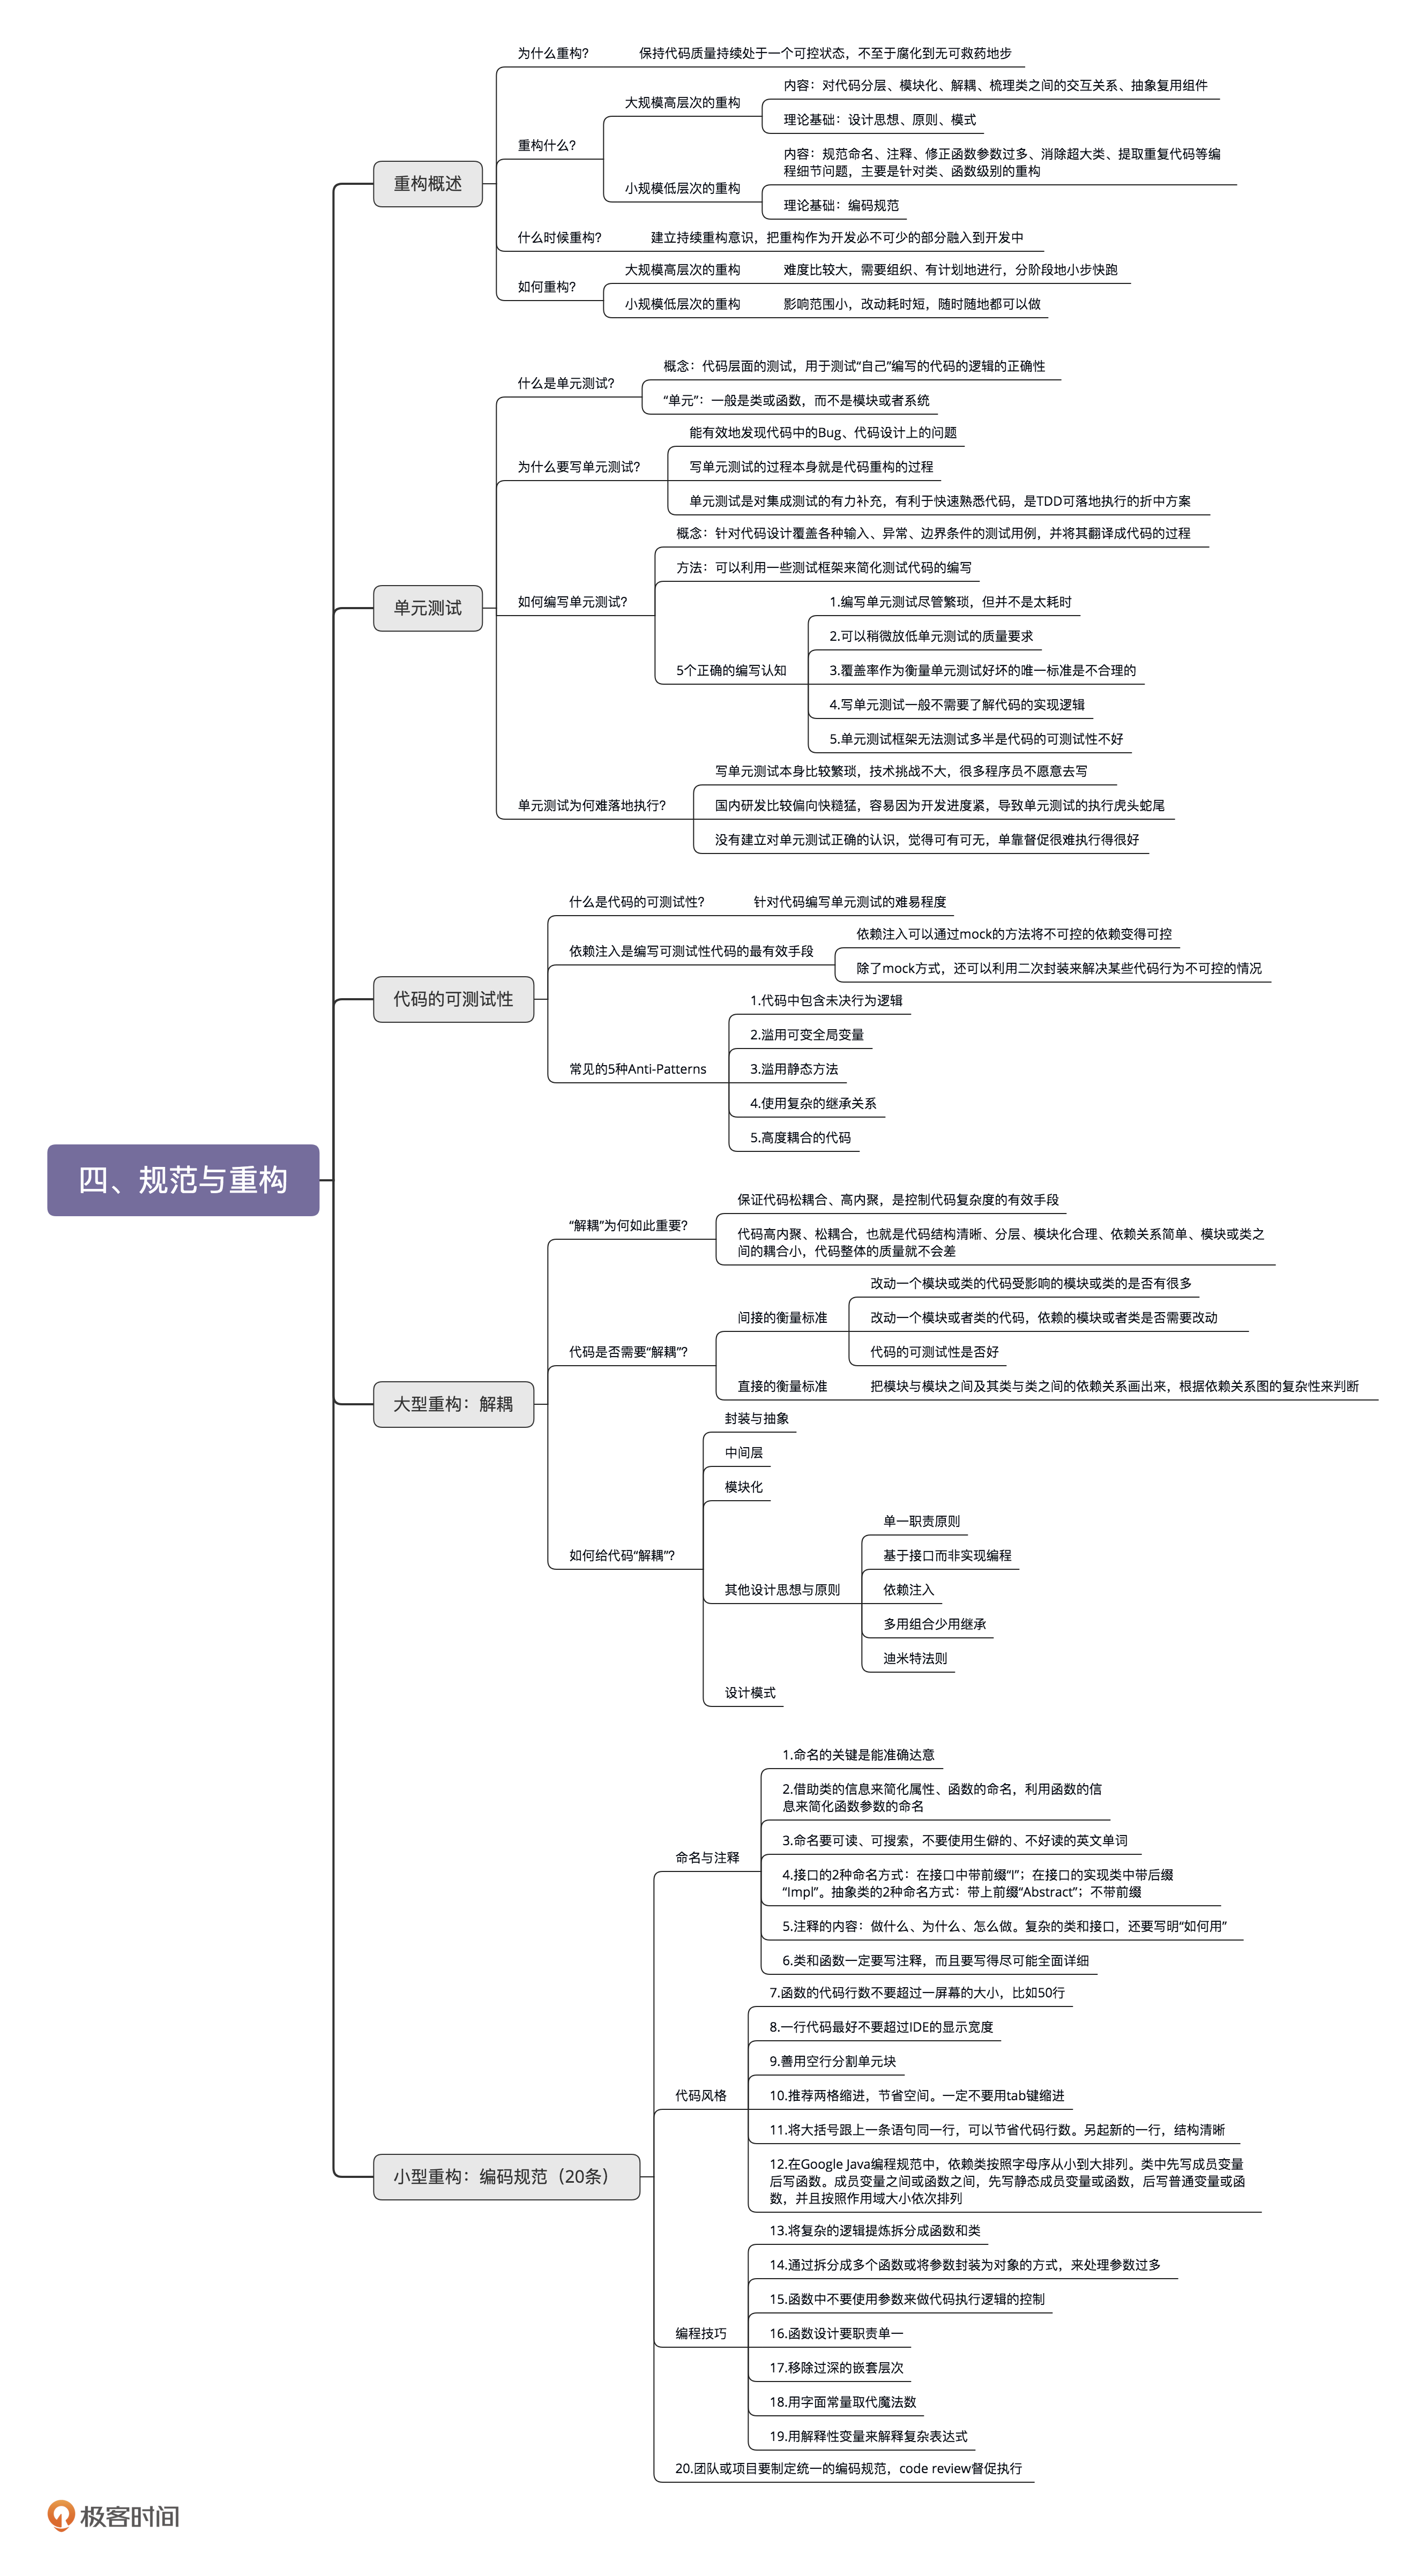 四、规范与重构
重构概述
为什么重构?
保持代码质量持续处于一个可控状态，不至于腐化到无可救药地步
重构什么?
大规模高层次的重构
内容：对代码分层、模块化、解耦、梳理类之间的交互关系、抽象复用组件
理论基础：设计思想、原则、模式
小规模低层次的重构
内容：规范命名、注释、修正函数参数过多、消除超大类、提取重复代码等编
程细节问题，主要是针对类、函数级别的重构
理论基础：编码规范
什么时候重构?
建立持续重构意识，把重构作为开发必不可少的部分融入到开发中
如何重构?
大规模高层次的重构
难度比较大，需要组织、有计划地进行，分阶段地小步快跑
小规模低层次的重构
影响范围小，改动耗时短，随时随地都可以做
单元测试
什么是单元测试?
概念：代码层面的测试，用于测试“自己”编写的代码的逻辑的正确性
“单元”：一般是类或函数，而不是模块或者系统
为什么要写单元测试?
能有效地发现代码中的Bug、代码设计上的问题
写单元测试的过程本身就是代码重构的过程
单元测试是对集成测试的有力补充，有利于快速熟悉代码，是TDD可落地执行的折中方案
如何编写单元测试?
概念：针对代码设计覆盖各种输入、异常、边界条件的测试用例，并将其翻译成代码的过程
方法：可以利用一些测试框架来简化测试代码的编写
5个正确的编写认知
1.编写单元测试尽管繁琐，但并不是太耗时
2.可以稍微放低单元测试的质量要求
3.覆盖率作为衡量单元测试好坏的唯一标准是不合理的
4.写单元测试一般不需要了解代码的实现逻辑
5.单元测试框架无法测试多半是代码的可测试性不好
单元测试为何难落地执行?
写单元测试本身比较繁琐，技术挑战不大，很多程序员不愿意去写
国内研发比较偏向快糙猛，容易因为开发进度紧，导致单元测试的执行虎头蛇尾
没有建立对单元测试正确的认识，觉得可有可无，单靠督促很难执行得很好
代码的可测试性
什么是代码的可测试性?
针对代码编写单元测试的难易程度
依赖注入是编写可测试性代码的最有效手段
依赖注入可以通过mock的方法将不可控的依赖变得可控
除了mock方式，还可以利用二次封装来解决某些代码行为不可控的情况
常见的5种Anti-Patterns
1.代码中包含未决行为逻辑
2.滥用可变全局变量
3.滥用静态方法
4.使用复杂的继承关系
5.高度耦合的代码
大型重构：解耦
“解耦”为何如此重要?
保证代码松耦合、高内聚，是控制代码复杂度的有效手段
代码高内聚、松耦合，也就是代码结构清晰、分层、模块化合理、依赖关系简单、模块或类之
间的耦合小，代码整体的质量就不会差
代码是否需要“解耦”?
间接的衡量标准
改动一个模块或类的代码受影响的模块或类的是否有很多
改动一个模块或者类的代码，依赖的模块或者类是否需要改动
代码的可测试性是否好
直接的衡量标准
把模块与模块之间及其类与类之间的依赖关系画出来，根据依赖关系图的复杂性来判断
如何给代码“解耦”?
封装与抽象
中间层
模块化
其他设计思想与原则
单一职责原则
基于接口而非实现编程
依赖注入
多用组合少用继承
迪米特法则
设计模式
小型重构：编码规范（20条）
命名与注释
1.命名的关键是能准确达意
2.借助类的信息来简化属性、函数的命名，利用函数的信
息来简化函数参数的命名
3.命名要可读、可搜索，不要使用生僻的、不好读的英文单词
4.接口的2种命名方式：在接口中带前缀“I”；在接口的实现类中带后缀
“Impl”。抽象类的2种命名方式：带上前缀“Abstract”；不带前缀
5.注释的内容：做什么、为什么、怎么做。复杂的类和接口，还要写明“如何用”
6.类和函数一定要写注释，而且要写得尽可能全面详细
代码风格
7.函数的代码行数不要超过一屏幕的大小，比如50行
8.一行代码最好不要超过IDE的显示宽度
9.善用空行分割单元块
10.推荐两格缩进，节省空间。一定不要用tab键缩进
11.将大括号跟上一条语句同一行，可以节省代码行数。另起新的一行，结构清晰
12.在Google Java编程规范中，依赖类按照字母序从小到大排列。类中先写成员变量
后写函数。成员变量之间或函数之间，先写静态成员变量或函数，后写普通变量或函
数，并且按照作用域大小依次排列
编程技巧
13.将复杂的逻辑提炼拆分成函数和类
14.通过拆分成多个函数或将参数封装为对象的方式，来处理参数过多
15.函数中不要使用参数来做代码执行逻辑的控制
16.函数设计要职责单一
17.移除过深的嵌套层次
18.用字面常量取代魔法数
19.用解释性变量来解释复杂表达式
20.团队或项目要制定统一的编码规范，code review督促执行
极客时间